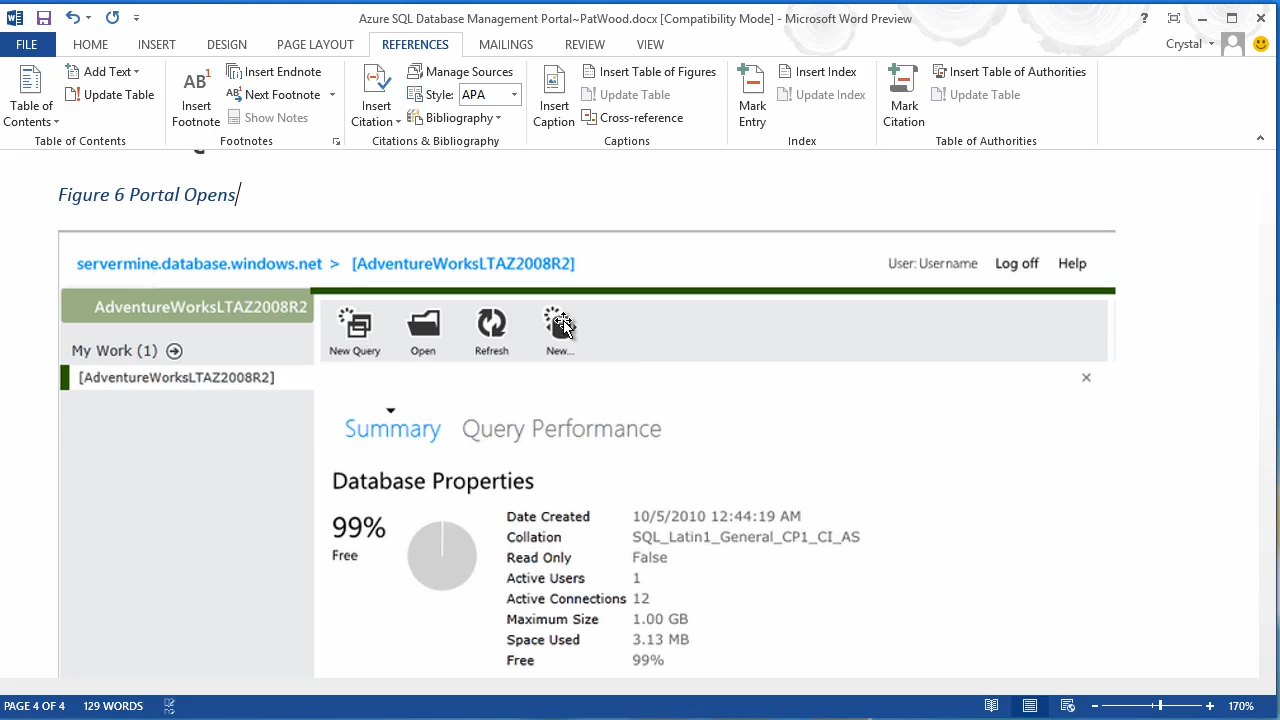 Azure SQL Database Management Portal~PatWood.docx [Compatibility Mode] - Microsoft Word Preview
FILE HOME INSERT DESIGN PAGE LAYOUT REFERENCES MAILINGS REVIEW VIEW Crystal
Table of Contents
Add Text
Update Table
Table of Contents
AB1 Insert Footnote
Insert Endnote
Next Footnote
Show Notes
Footnotes
Insert Citation
Manage Sources
Style: APA
Bibliography
Citations & Bibliography
Insert Caption
Insert Table of Figures
Update Table
Cross-reference
Captions
Mark Entry
Insert Index
Update Index
Index
Mark Citation
Insert Table of Authorities
Update Table
Table of Authorities
Figure 6 Portal Opens
servermine.database.windows.net > [AdventureWorksLTAZ2008R2] User: Username Log off Help
AdventureWorksLTAZ2008R2
New Query Open Refresh New...
My Work (1)
[AdventureWorksLTAZ2008R2]
Summary Query Performance
Database Properties
99%
Free
Date Created 10/5/2010 12:44:19 AM
Collation SQL_Latin1_General_CP1_CI_AS
Read Only False
Active Users 1
Active Connections 12
Maximum Size 1.00 GB
Space Used 3.13 MB
Free 99%
PAGE 4 OF 4 129 WORDS 170%